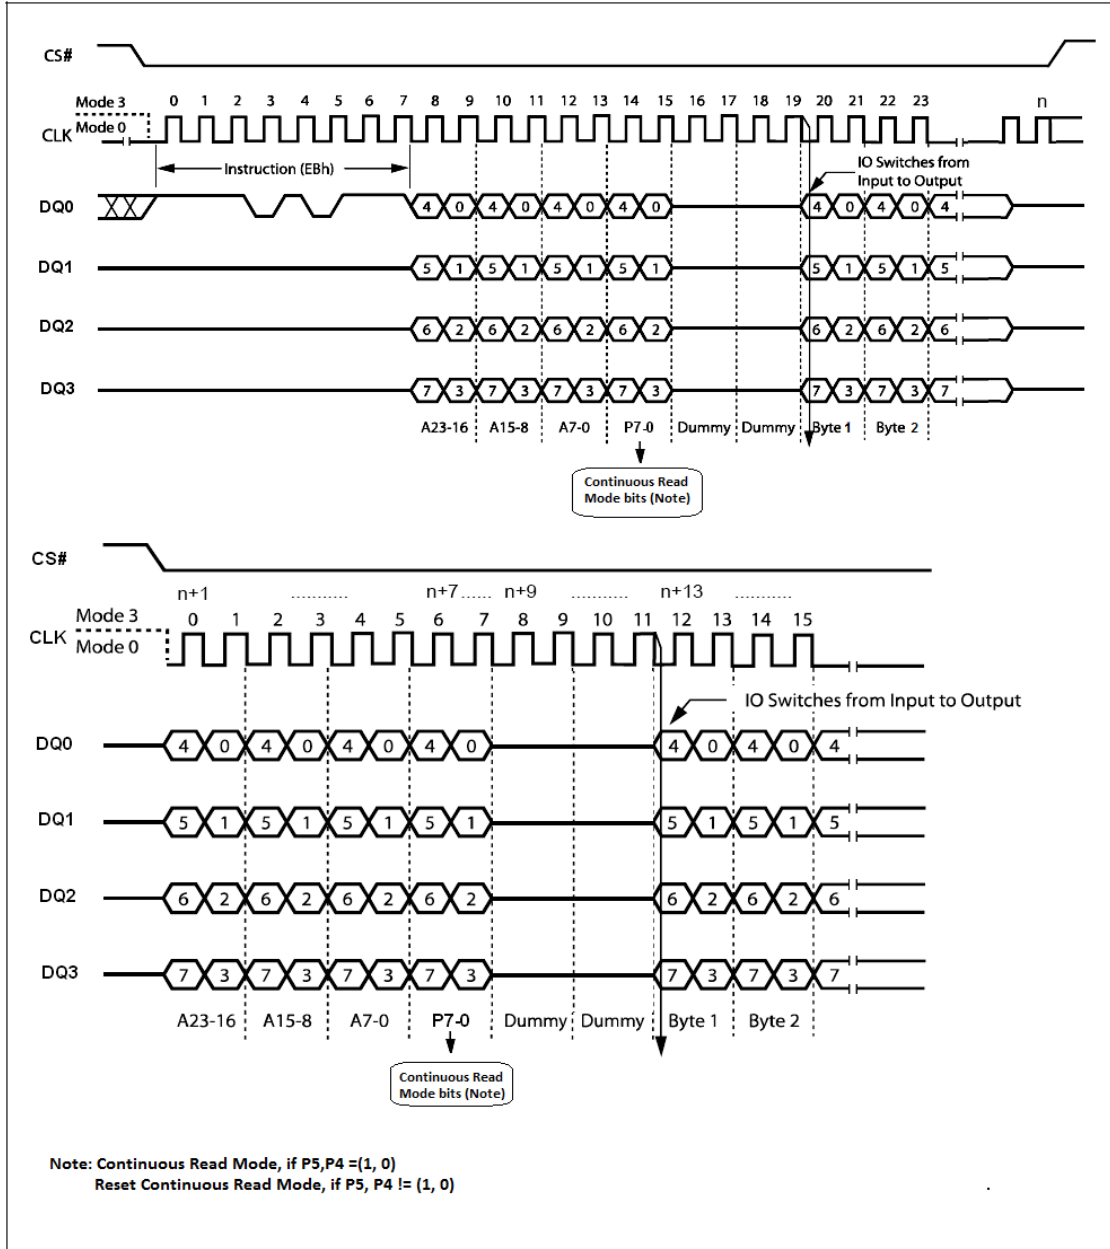 CS#
Mode 3
0 1 2 3 4 5 6 7 8 9 10 11 12 13 14 15 16 17 18 19 20 21 22 23 n
CLK Mode 0
Instruction (EBh)
IO Switches from
Input to Output
DQ0 4 0 4 0 4 0 4 0 4 0 4 0 4
DQ1 5 1 5 1 5 1 5 1 5 1 5 1 5
DQ2 6 2 6 2 6 2 6 2 6 2 6 2 6
DQ3 7 3 7 3 7 3 7 3 7 3 7 3 7
A23-16 A15-8 A7-0 P7-0 Dummy Dummy Byte 1 Byte 2
Continuous Read
Mode bits (Note)
CS#
n+1 ........... n+7 ...... n+9 ........... n+13 ...........
Mode 3
0 1 2 3 4 5 6 7 8 9 10 11 12 13 14 15
CLK Mode 0
IO Switches from Input to Output
DQ0 4 0 4 0 4 0 4 0 4 0 4 0 4
DQ1 5 1 5 1 5 1 5 1 5 1 5 1 5
DQ2 6 2 6 2 6 2 6 2 6 2 6 2 6
DQ3 7 3 7 3 7 3 7 3 7 3 7 3 7
A23-16 A15-8 A7-0 P7-0 Dummy Dummy Byte 1 Byte 2
Continuous Read
Mode bits (Note)
Note: Continuous Read Mode, if P5,P4 =(1, 0)
Reset Continuous Read Mode, if P5, P4 != (1, 0)
.